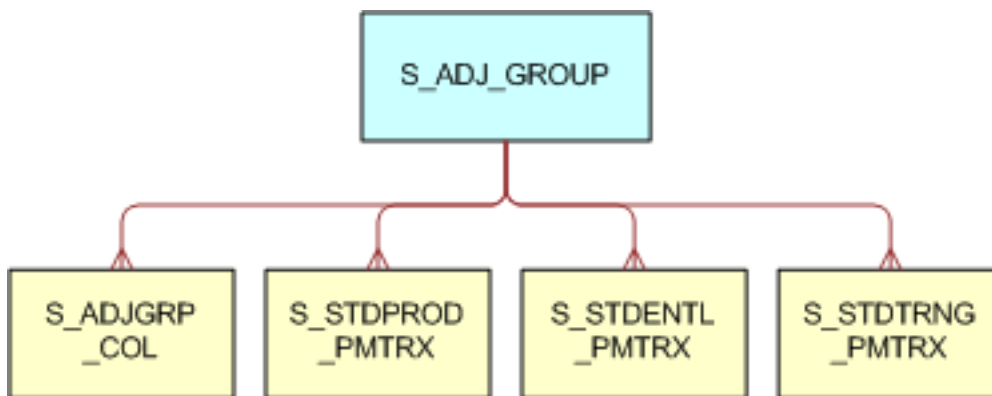 S_ADJ_GROUP
S_ADJGRP
_COL
S_STDPROD
_PMTRX
S_STDENTL
_PMTRX
S_STDTRNG
_PMTRX